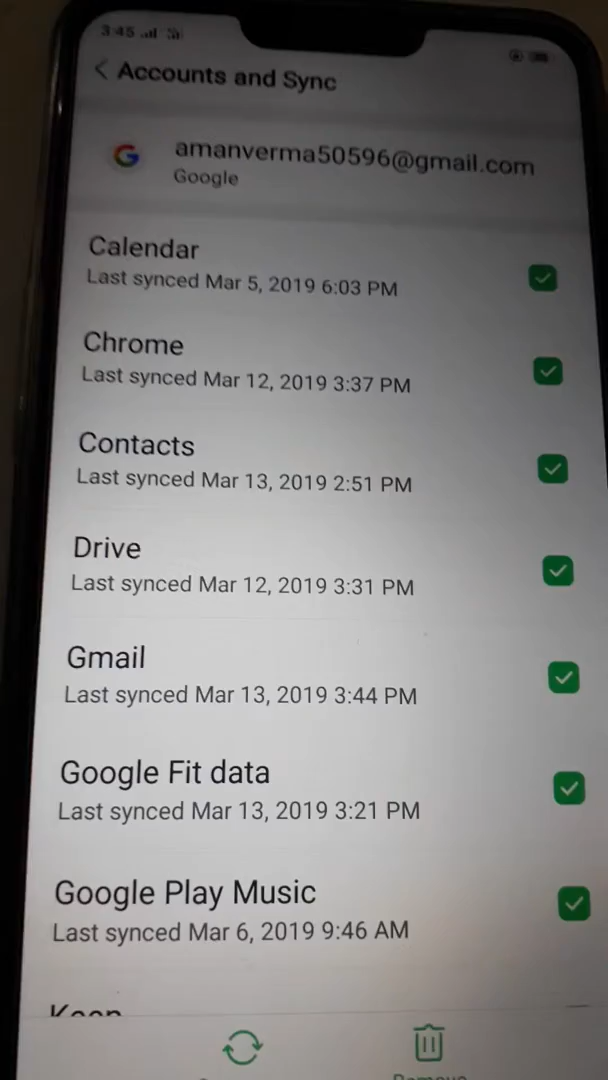 3:45
Accounts and Sync
amanverma50596@gmail.com
Google
Calendar
Last synced Mar 5, 2019 6:03 PM
Chrome
Last synced Mar 12, 2019 3:37 PM
Contacts
Last synced Mar 13, 2019 2:51 PM
Drive
Last synced Mar 12, 2019 3:31 PM
Gmail
Last synced Mar 13, 2019 3:44 PM
Google Fit data
Last synced Mar 13, 2019 3:21 PM
Google Play Music
Last synced Mar 6, 2019 9:46 AM
Keep
Remove